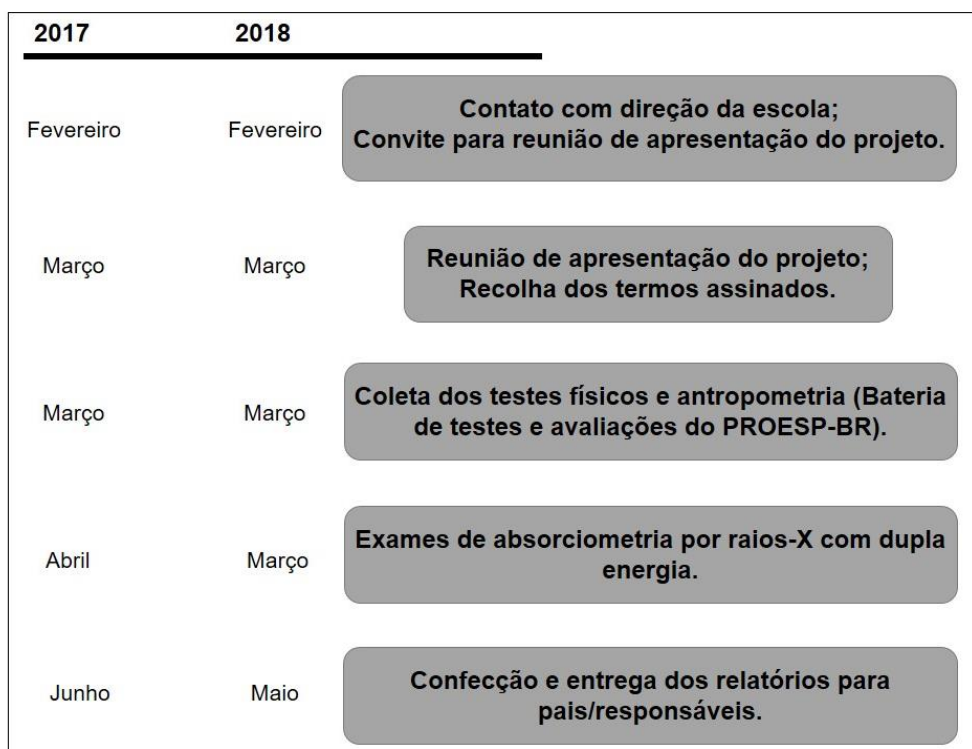 2017 2018
Fevereiro Fevereiro Contato com direção da escola;
Convite para reunião de apresentação do projeto.
Março Março Reunião de apresentação do projeto;
Recolha dos termos assinados.
Março Março Coleta dos testes físicos e antropometria (Bateria
de testes e avaliações do PROESP-BR).
Abril Março Exames de absorciometria por raios-X com dupla
energia.
Junho Maio Confecção e entrega dos relatórios para
pais/responsáveis.